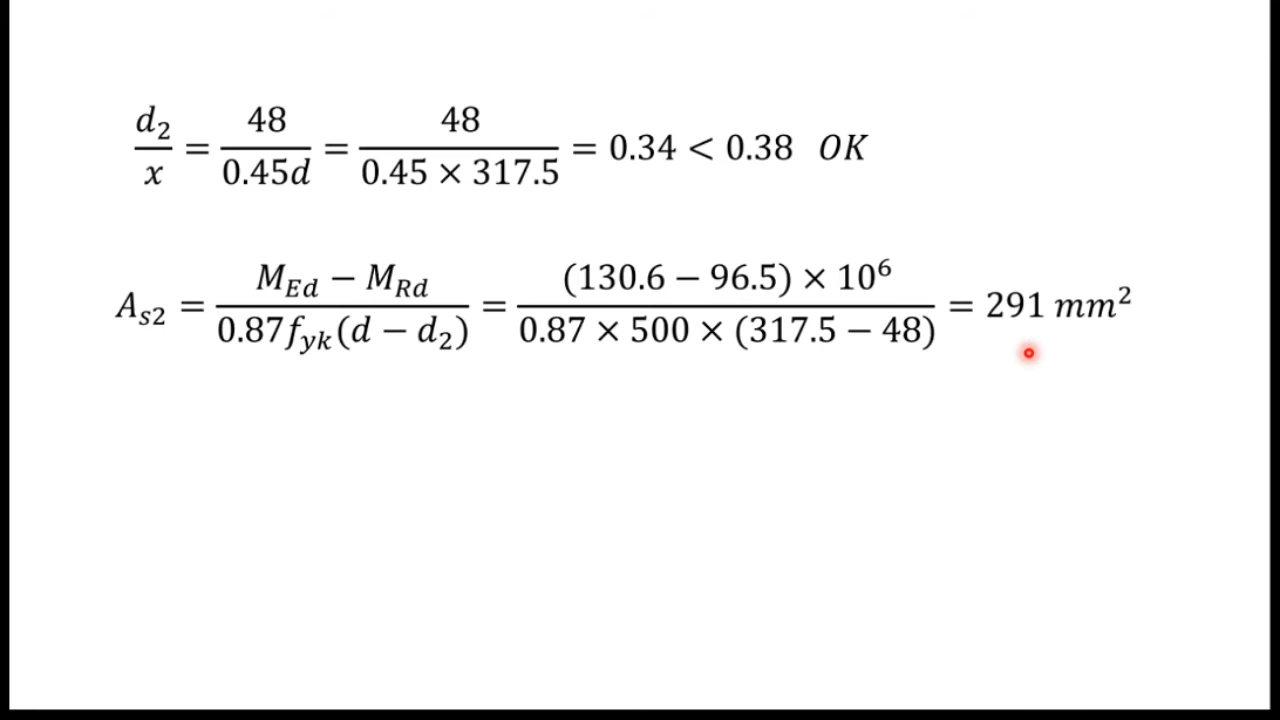 d₂/x = 48/0.45d = 48/(0.45 × 317.5) = 0.34 < 0.38 OK
A_s2 = (M_Ed − M_Rd)/(0.87f_yk(d − d₂)) = ((130.6 − 96.5) × 10⁶)/(0.87 × 500 × (317.5 − 48)) = 291 mm²